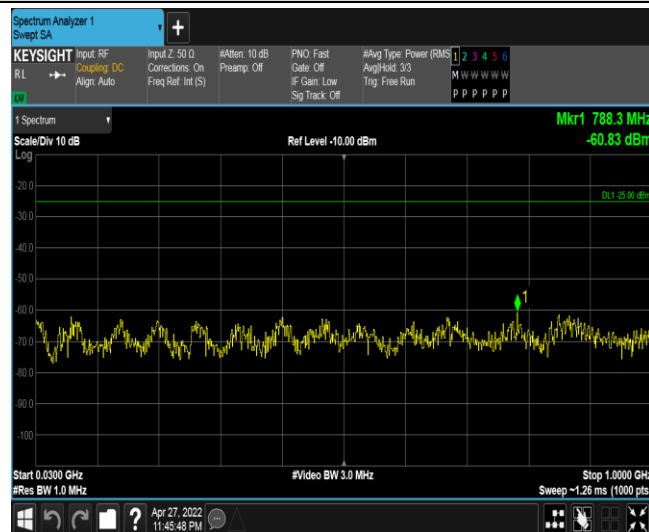 Spectrum Analyzer 1
Swept SA
+
KEYSIGHT
RL
Input: RF
Coupling: DC
Align: Auto
Input Z: 50 Ω
Corrections: On
Freq Ref: Int (S)
#Atten: 10 dB
Preamp: Off
PNO: Fast
Gate: Off
IF Gain: Low
Sig Track: Off
#Avg Type: Power (RMS
Avg|Hold: 3/3
Trig: Free Run
1 2 3 4 5 6
M W W W W W
P P P P P P
1 Spectrum
Scale/Div 10 dB
Ref Level -10.00 dBm
Mkr1 788.3 MHz
-60.83 dBm
Log
DL1 -25.00 dBm
-20.0
-30.0
-40.0
-50.0
-60.0
-70.0
-80.0
-90.0
-100
1
Start 0.0300 GHz
#Res BW 1.0 MHz
#Video BW 3.0 MHz
Stop 1.0000 GHz
Sweep ~1.26 ms (1000 pts
?
Apr 27, 2022
11:45:48 PM